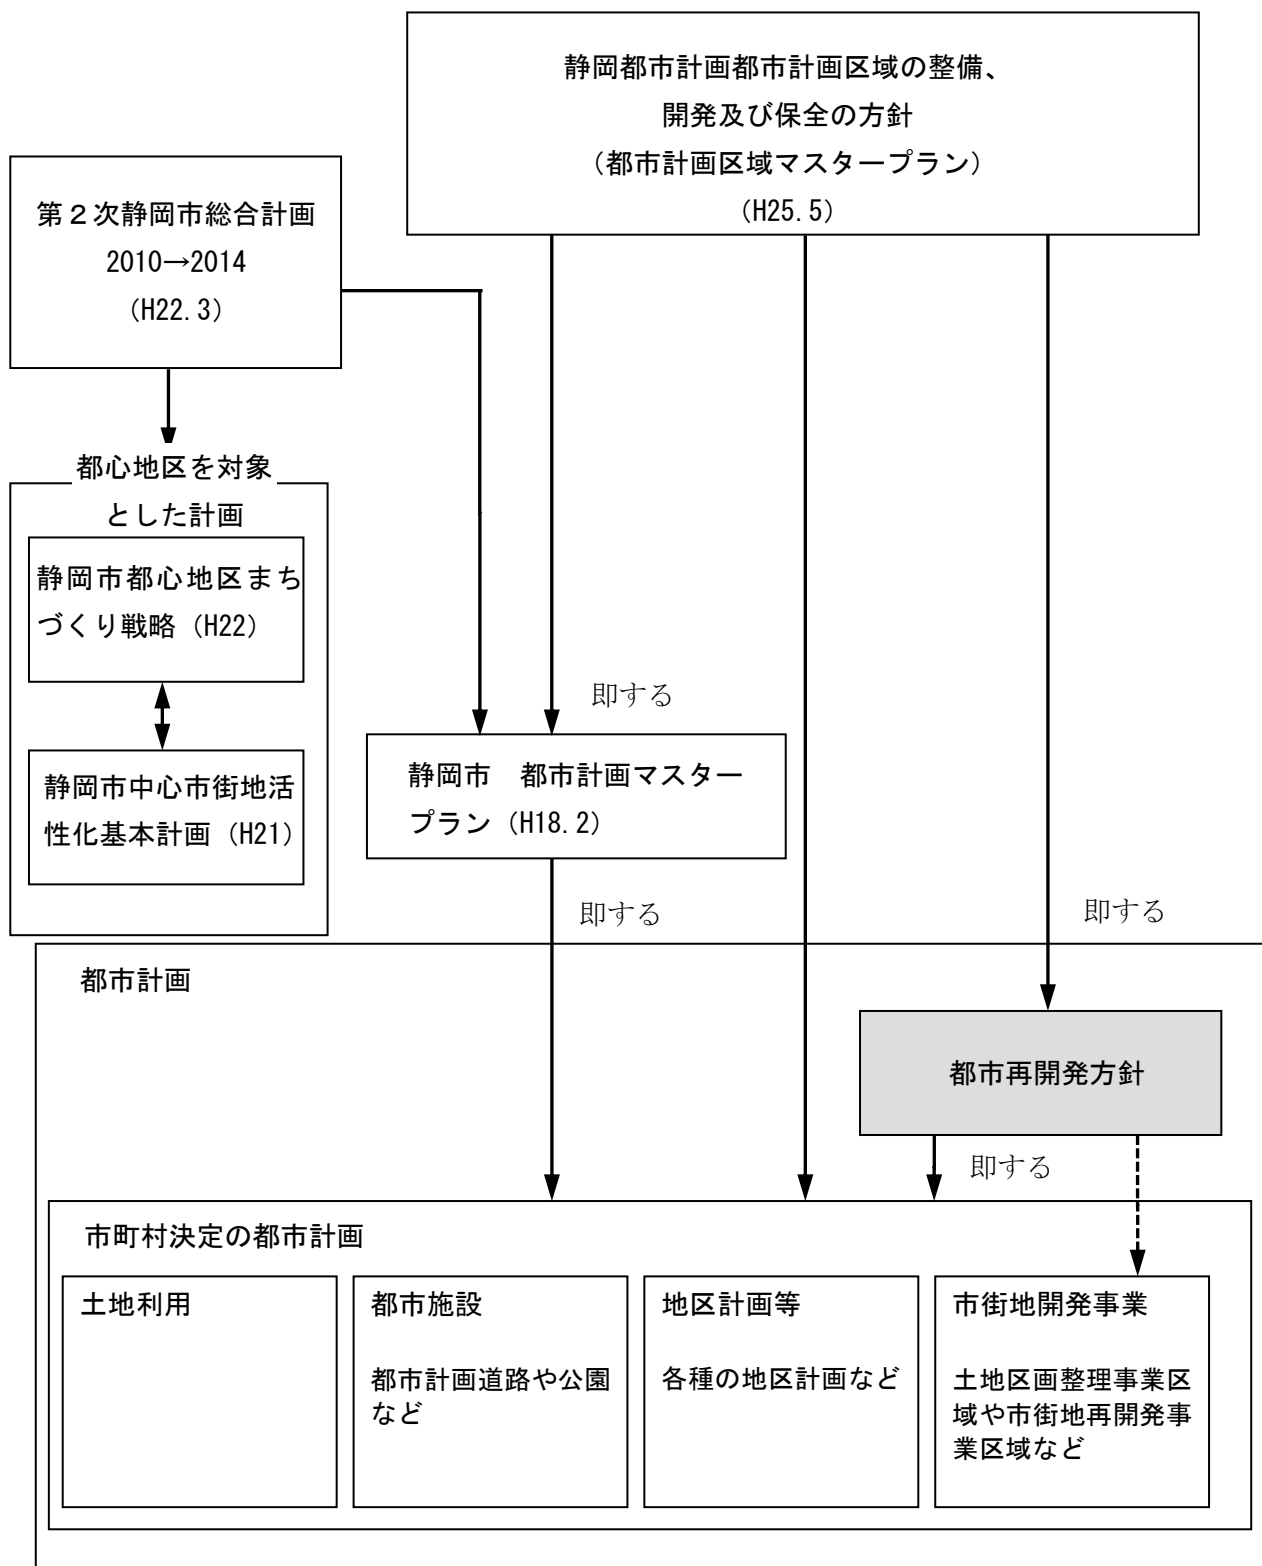 静岡都市計画都市計画区域の整備、
開発及び保全の方針
（都市計画区域マスタープラン）
（H25.5）
第２次静岡市総合計画
2010→2014
（H22.3）
都心地区を対象
とした計画
静岡市都心地区まち
づくり戦略（H22）
静岡市中心市街地活
性化基本計画（H21）
即する
静岡市　都市計画マスター
プラン（H18.2）
即する
即する
都市計画
都市再開発方針
即する
市町村決定の都市計画
土地利用
都市施設
都市計画道路や公園
など
地区計画等
各種の地区計画など
市街地開発事業
土地区画整理事業区
域や市街地再開発事
業区域など